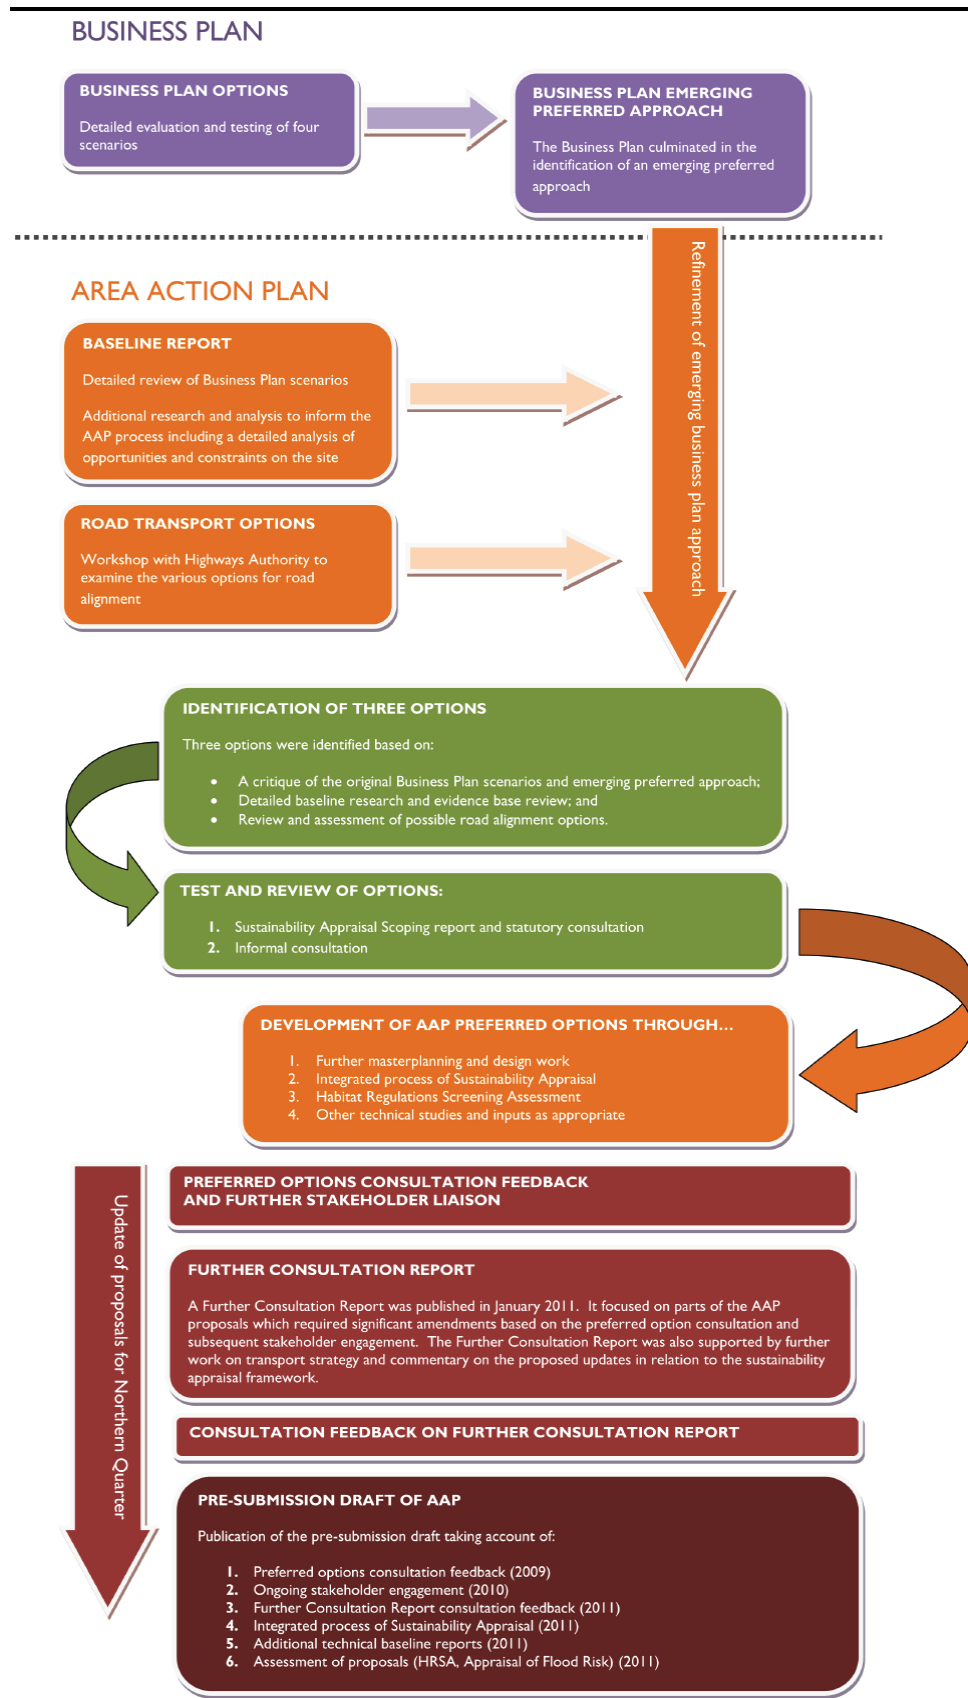 BUSINESS PLAN
BUSINESS PLAN OPTIONS
Detailed evaluation and testing of four
scenarios
BUSINESS PLAN EMERGING
PREFERRED APPROACH
The Business Plan culminated in the
identification of an emerging preferred
approach
Refinement of emerging business plan approach
AREA ACTION PLAN
BASELINE REPORT
Detailed review of Business Plan scenarios
Additional research and analysis to inform the
AAP process including a detailed analysis of
opportunities and constraints on the site
ROAD TRANSPORT OPTIONS
Workshop with Highways Authority to
examine the various options for road
alignment
IDENTIFICATION OF THREE OPTIONS
Three options were identified based on:
• A critique of the original Business Plan scenarios and emerging preferred approach;
• Detailed baseline research and evidence base review; and
• Review and assessment of possible road alignment options.
TEST AND REVIEW OF OPTIONS:
1. Sustainability Appraisal Scoping report and statutory consultation
2. Informal consultation
DEVELOPMENT OF AAP PREFERRED OPTIONS THROUGH…
1. Further masterplanning and design work
2. Integrated process of Sustainability Appraisal
3. Habitat Regulations Screening Assessment
4. Other technical studies and inputs as appropriate
Update of proposals for Northern Quarter
PREFERRED OPTIONS CONSULTATION FEEDBACK
AND FURTHER STAKEHOLDER LIAISON
FURTHER CONSULTATION REPORT
A Further Consultation Report was published in January 2011. It focused on parts of the AAP
proposals which required significant amendments based on the preferred option consultation and
subsequent stakeholder engagement. The Further Consultation Report was also supported by further
work on transport strategy and commentary on the proposed updates in relation to the sustainability
appraisal framework.
CONSULTATION FEEDBACK ON FURTHER CONSULTATION REPORT
PRE-SUBMISSION DRAFT OF AAP
Publication of the pre-submission draft taking account of:
1. Preferred options consultation feedback (2009)
2. Ongoing stakeholder engagement (2010)
3. Further Consultation Report consultation feedback (2011)
4. Integrated process of Sustainability Appraisal (2011)
5. Additional technical baseline reports (2011)
6. Assessment of proposals (HRSA, Appraisal of Flood Risk) (2011)